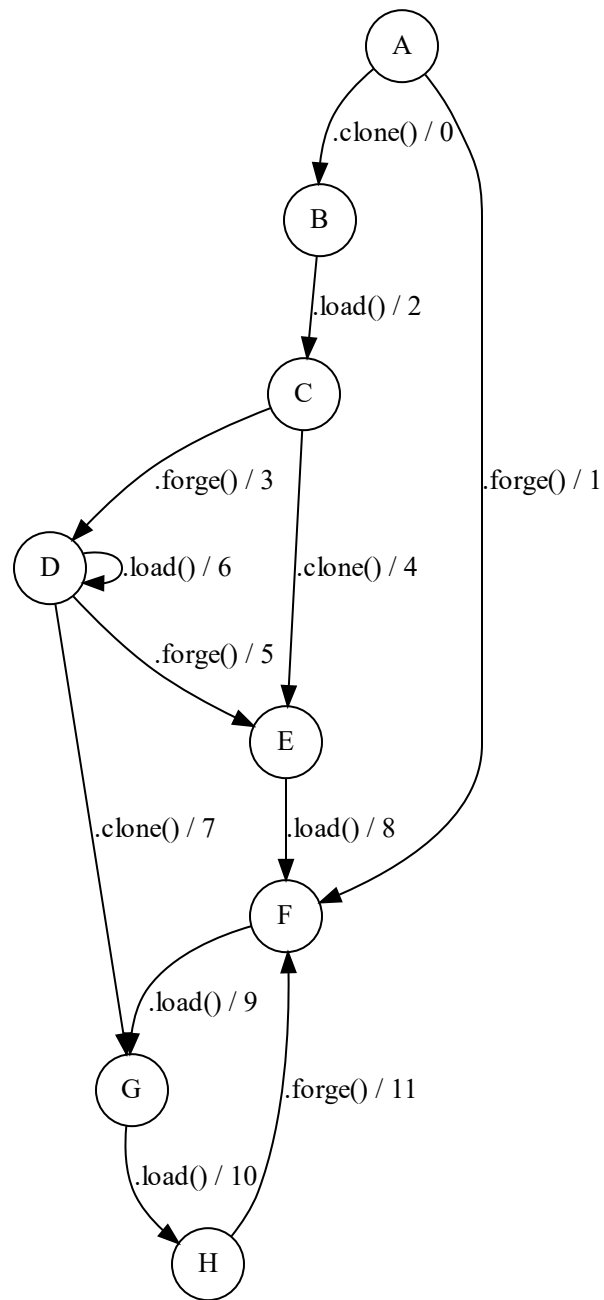 A
.clone() / 0
B
.load() / 2
C
.forge() / 3
.forge() / 1
D
.load() / 6
.clone() / 4
.forge() / 5
E
.clone() / 7
.load() / 8
F
.load() / 9
G
.forge() / 11
.load() / 10
H